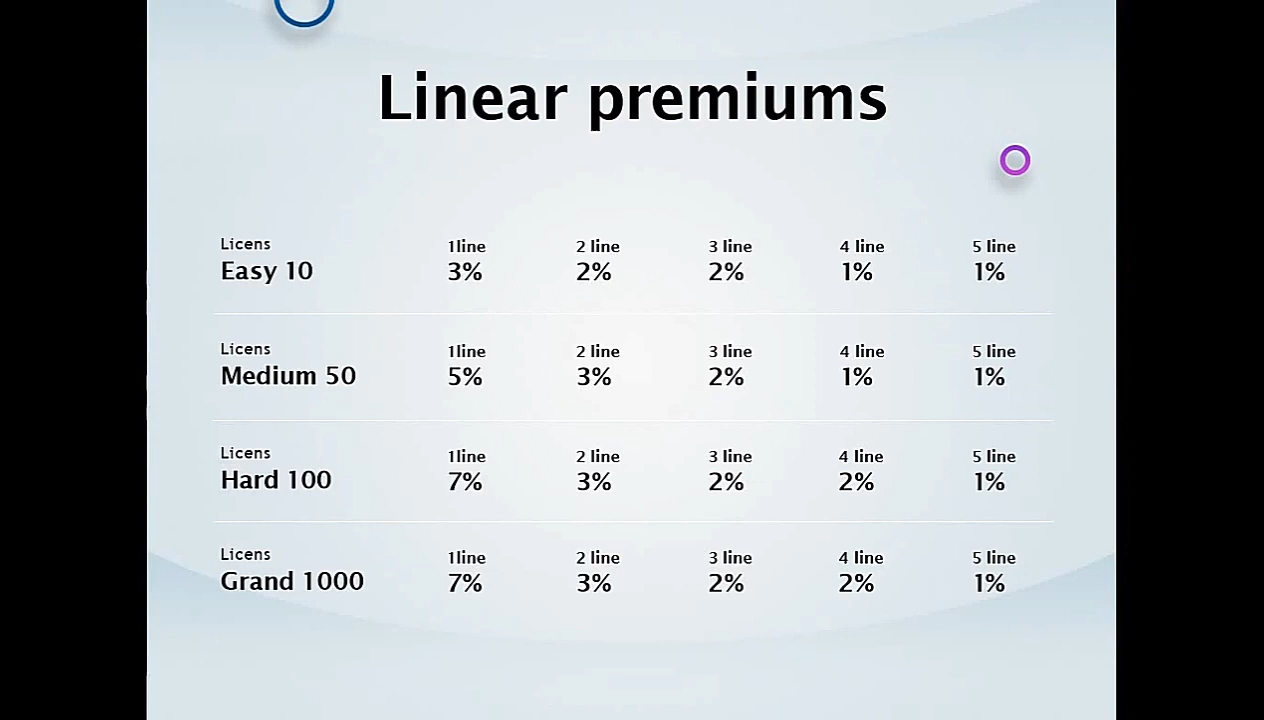 Linear premiums
Licens
1line 2 line 3 line 4 line 5 line
Easy 10
3% 2% 2% 1% 1%
Licens
1line 2 line 3 line 4 line 5 line
Medium 50
5% 3% 2% 1% 1%
Licens
1line 2 line 3 line 4 line 5 line
Hard 100
7% 3% 2% 2% 1%
Licens
1line 2 line 3 line 4 line 5 line
Grand 1000
7% 3% 2% 2% 1%